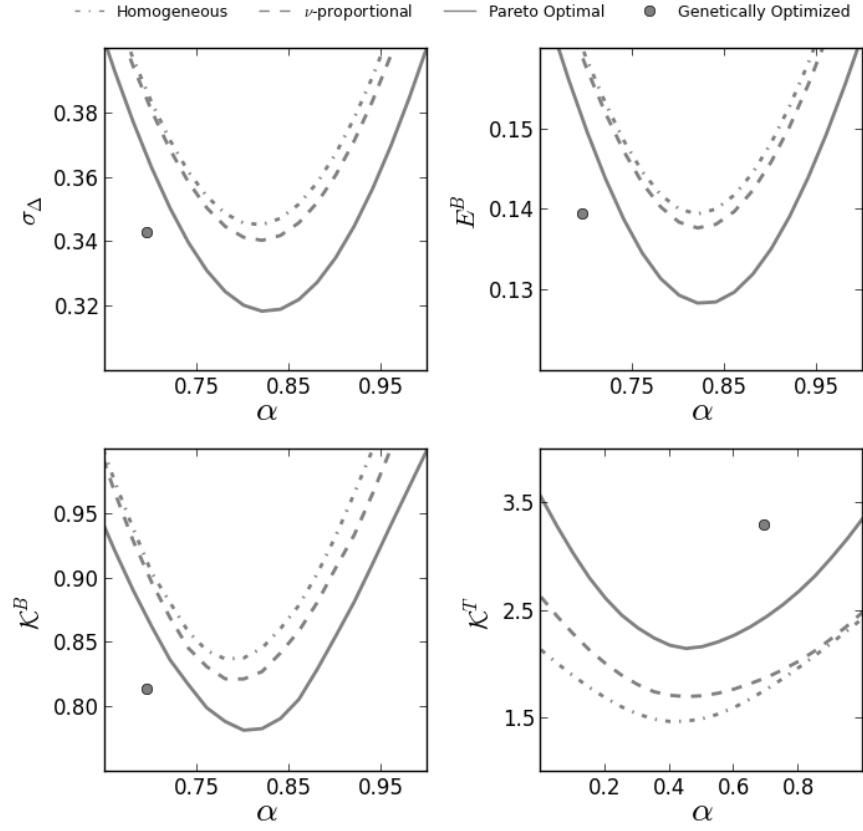 Homogeneous ν-proportional Pareto Optimal Genetically Optimized
0.38
0.36
0.34
0.32
σ_Δ
0.75 0.85 0.95
α
0.15
0.14
0.13
E^B
0.75 0.85 0.95
α
0.95
0.90
0.85
0.80
𝒦^B
0.75 0.85 0.95
α
3.5
2.5
1.5
𝒦^T
0.2 0.4 0.6 0.8
α